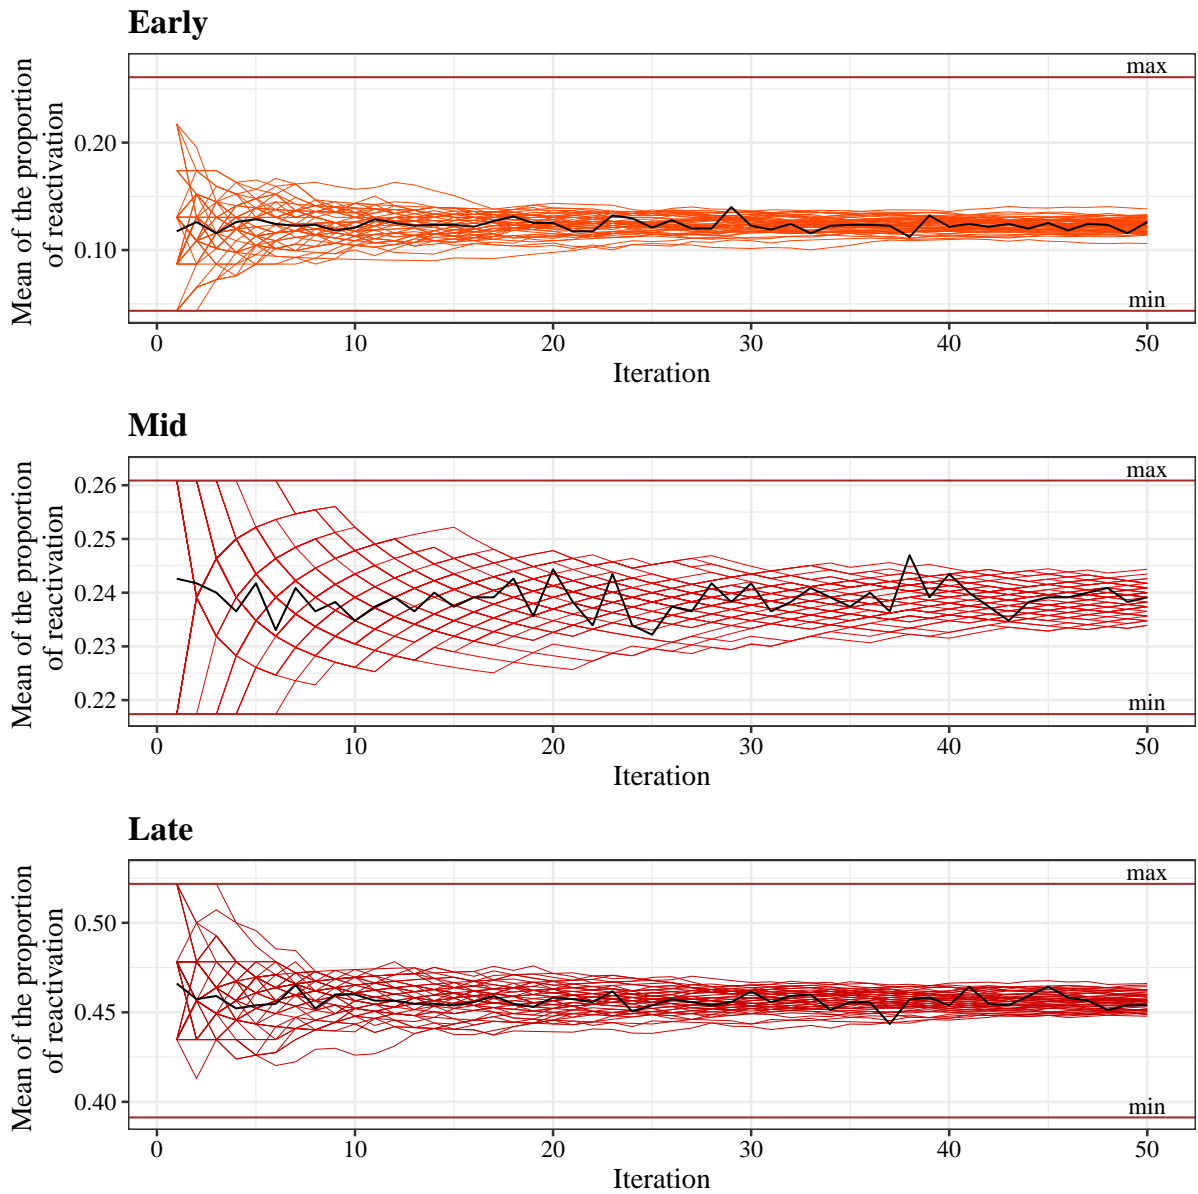 Early
Mean of the proportion
of reactivation
max
0.20
0.10
min
0
10
20
30
40
50
Iteration
Mid
Mean of the proportion
of reactivation
max
0.26
0.25
0.24
0.23
0.22
min
0
10
20
30
40
50
Iteration
Late
Mean of the proportion
of reactivation
max
0.50
0.45
0.40
min
0
10
20
30
40
50
Iteration